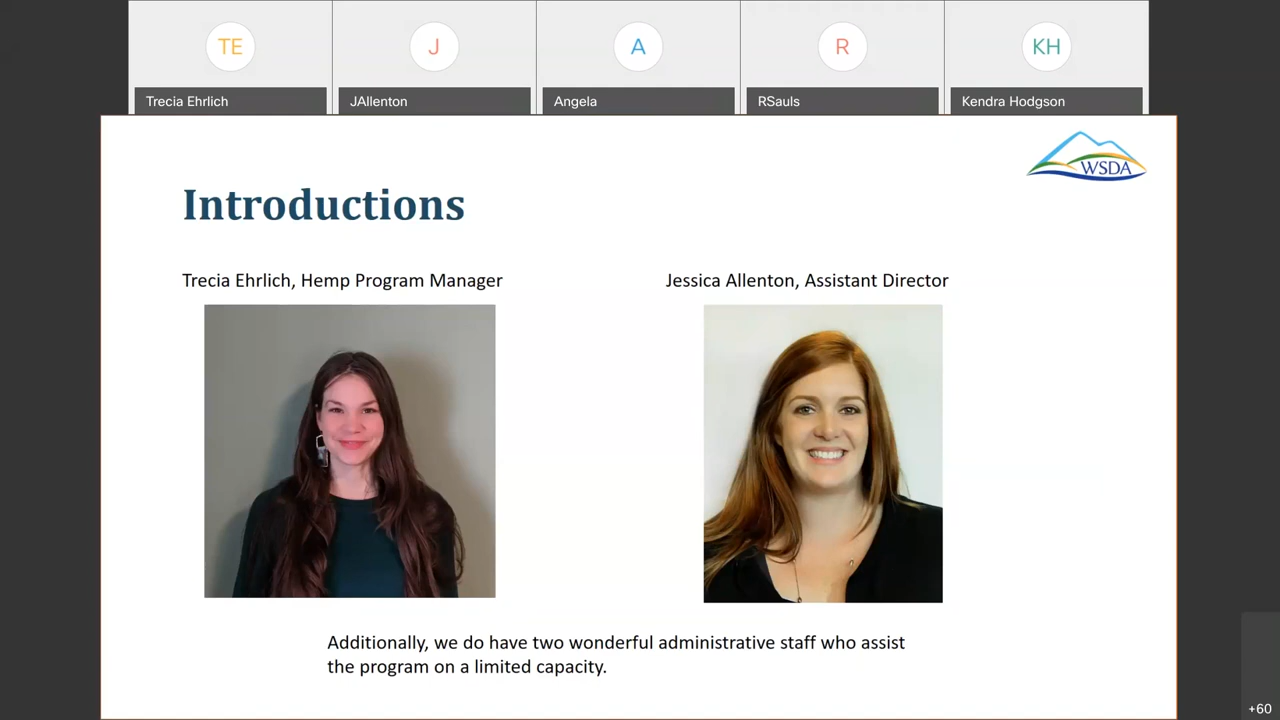 TE
J
A
R
KH
Trecia Ehrlich
JAllenton
Angela
RSauls
Kendra Hodgson
WSDA
Introductions
Trecia Ehrlich, Hemp Program Manager
Jessica Allenton, Assistant Director
Additionally, we do have two wonderful administrative staff who assist
the program on a limited capacity.
+60